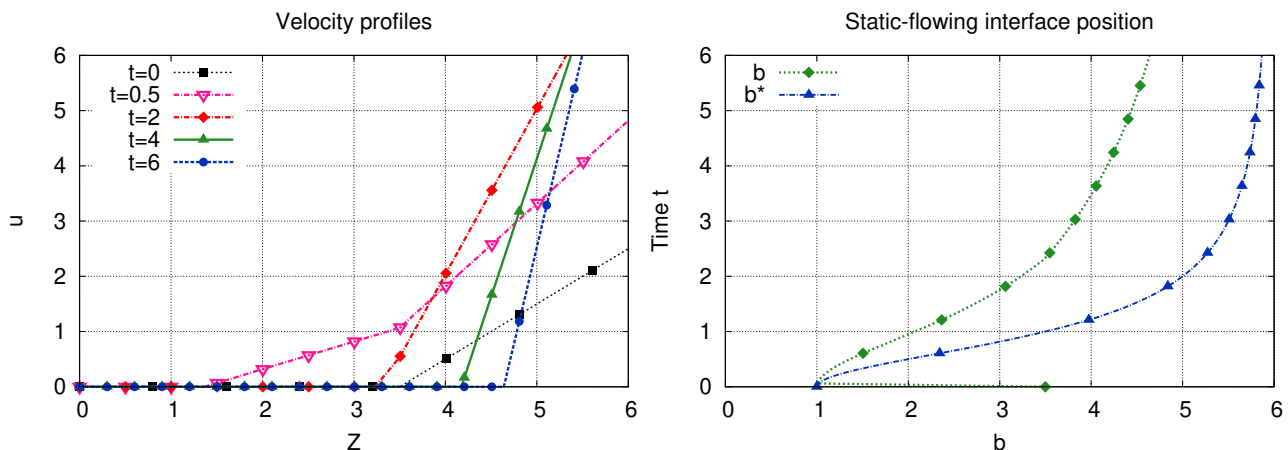 Velocity profiles
6
5
4
3
2
1
0
u
t=0
t=0.5
t=2
t=4
t=6
0 1 2 3 4 5 6
Z
Static-flowing interface position
6
5
4
3
2
1
0
Time t
b
b*
0 1 2 3 4 5 6
b